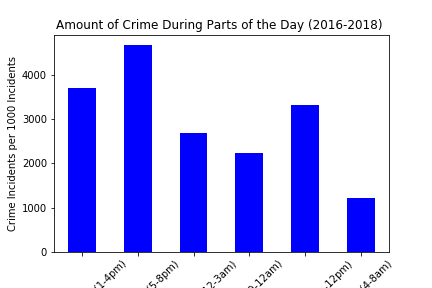 Amount of Crime During Parts of the Day (2016-2018)
Crime Incidents per 1000 Incidents
4000
3000
2000
1000
0
(1-4pm)
(5-8pm)
12-3am)
-12am)
-12pm)
(4-8am)